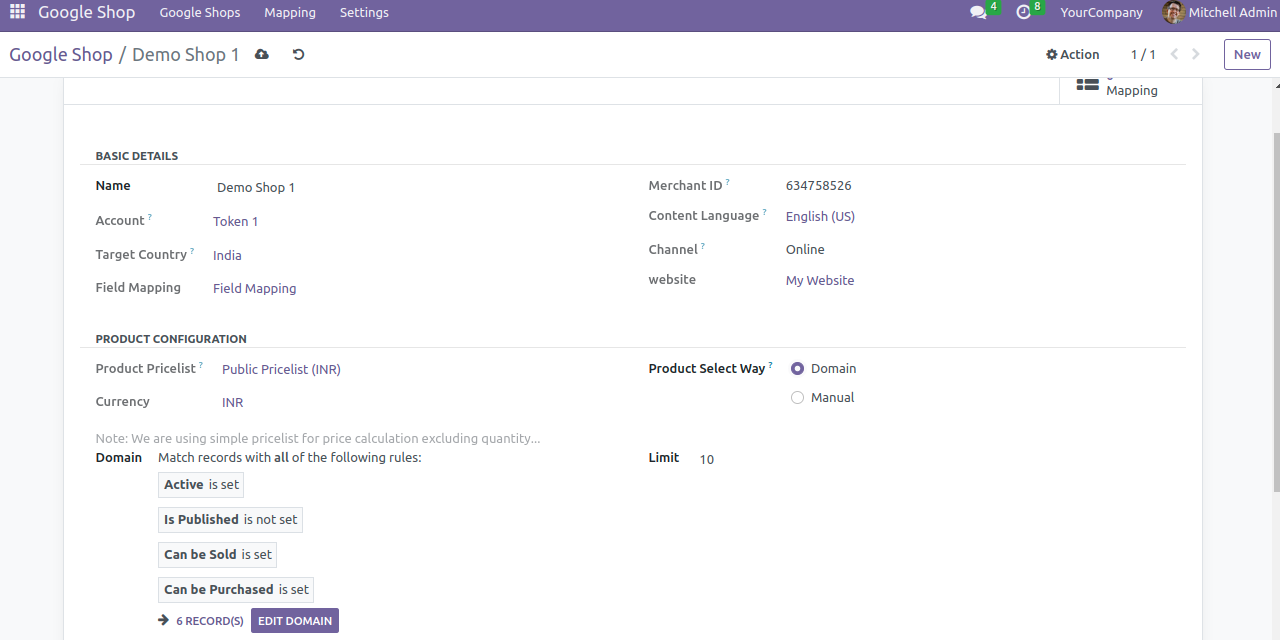 Google Shop Google Shops Mapping Settings 4 8 YourCompany Mitchell Admin
Google Shop / Demo Shop 1 Action 1 / 1 New
Mapping
BASIC DETAILS
Name Demo Shop 1
Account ? Token 1
Target Country ? India
Field Mapping Field Mapping
Merchant ID ? 634758526
Content Language ? English (US)
Channel ? Online
website My Website
PRODUCT CONFIGURATION
Product Pricelist ? Public Pricelist (INR)
Currency INR
Product Select Way ? Domain
Manual
Note: We are using simple pricelist for price calculation excluding quantity...
Domain Match records with all of the following rules:
Active is set
Is Published is not set
Can be Sold is set
Can be Purchased is set
6 RECORD(S) EDIT DOMAIN
Limit 10